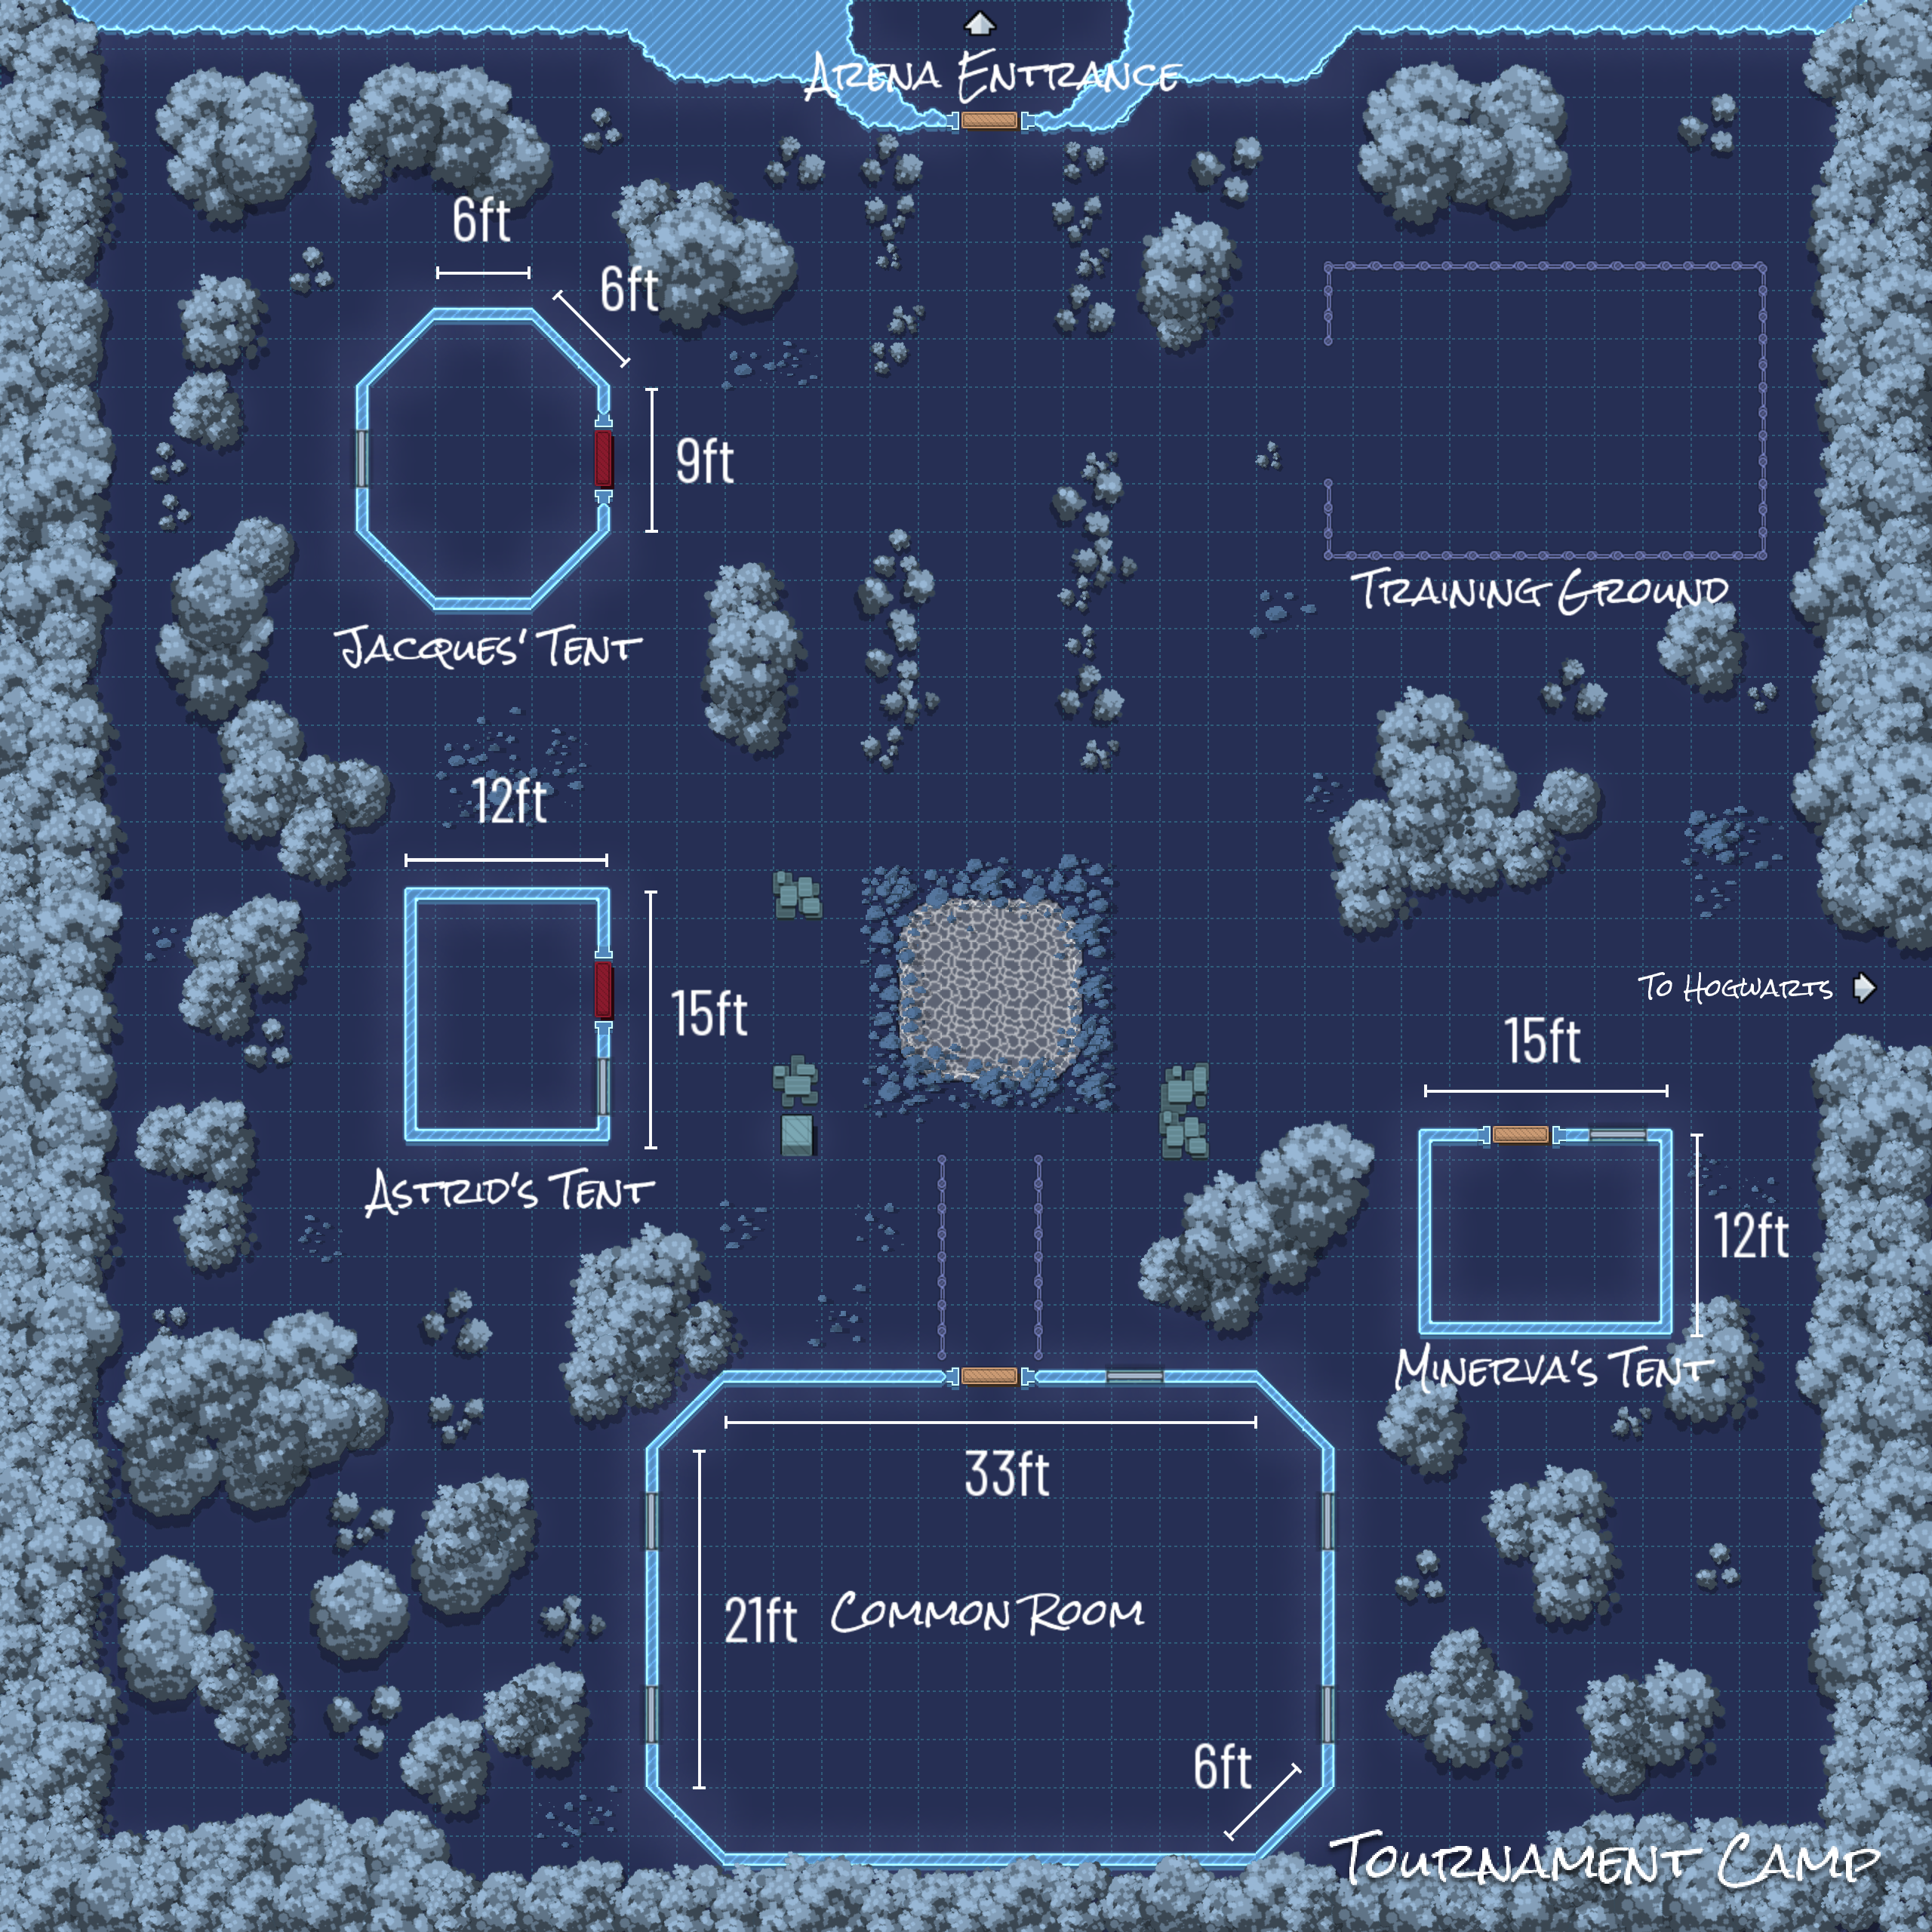 Arena Entrance
6ft
6ft
9ft
Training Ground
Jacques' Tent
12ft
To Hogwarts
15ft
15ft
Astrid's Tent
12ft
Minerva's Tent
33ft
21ft
Common Room
6ft
Tournament Camp